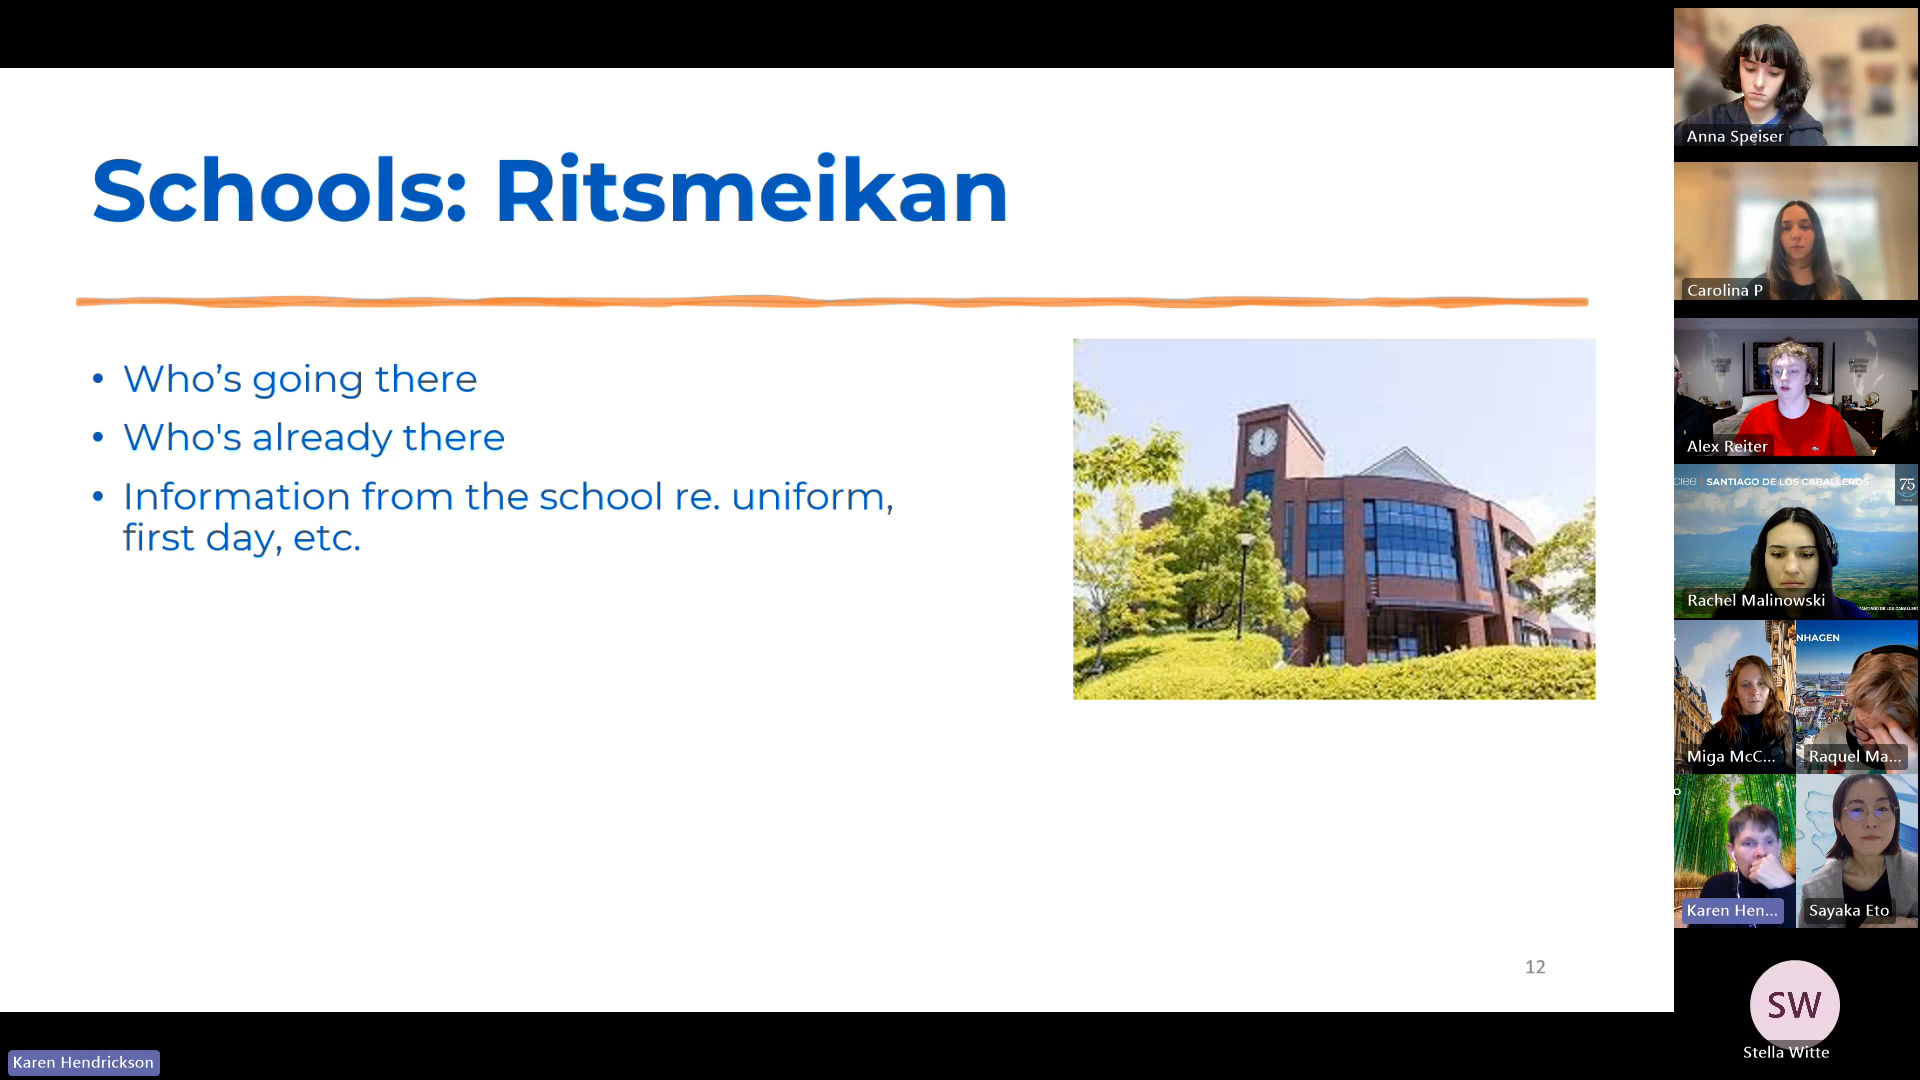 Schools: Ritsmeikan
• Who’s going there
• Who's already there
• Information from the school re. uniform,
first day, etc.
12
Karen Hendrickson
Anna Speiser
Carolina P
Alex Reiter
ciee | SANTIAGO DE LOS CABALLEROS
75
Rachel Malinowski
NHAGEN
Miga McC...
Raquel Ma...
Karen Hen...
Sayaka Eto
SW
Stella Witte